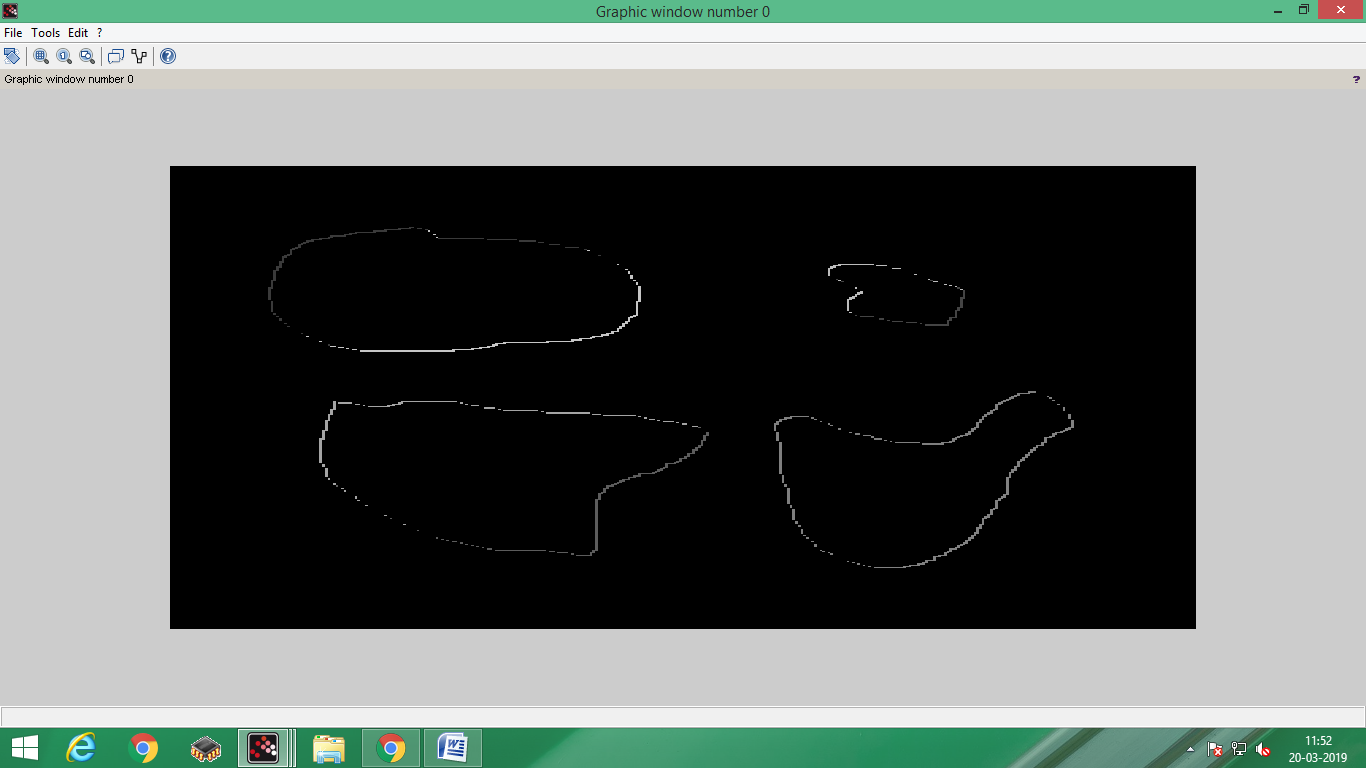 Graphic window number 0
File Tools Edit ?
Graphic window number 0
?
11:52
20-03-2019